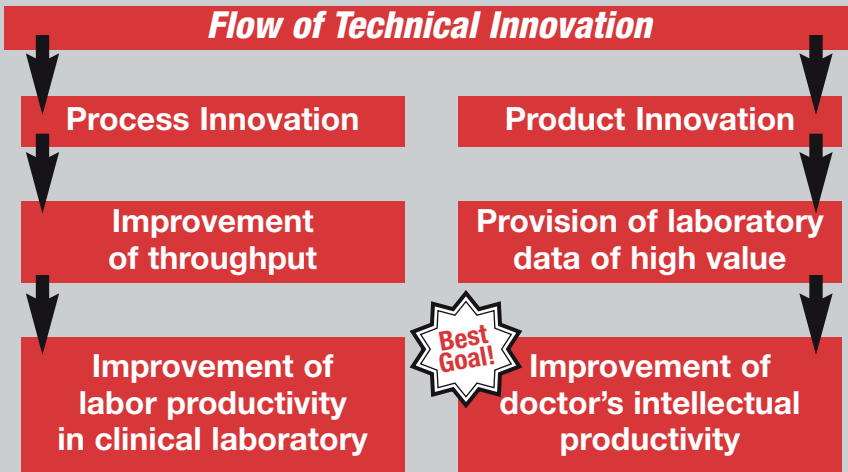 Flow of Technical Innovation
Process Innovation
Product Innovation
Improvement
of throughput
Provision of laboratory
data of high value
Improvement of
labor productivity
in clinical laboratory
Best
Goal!
Improvement of
doctor's intellectual
productivity